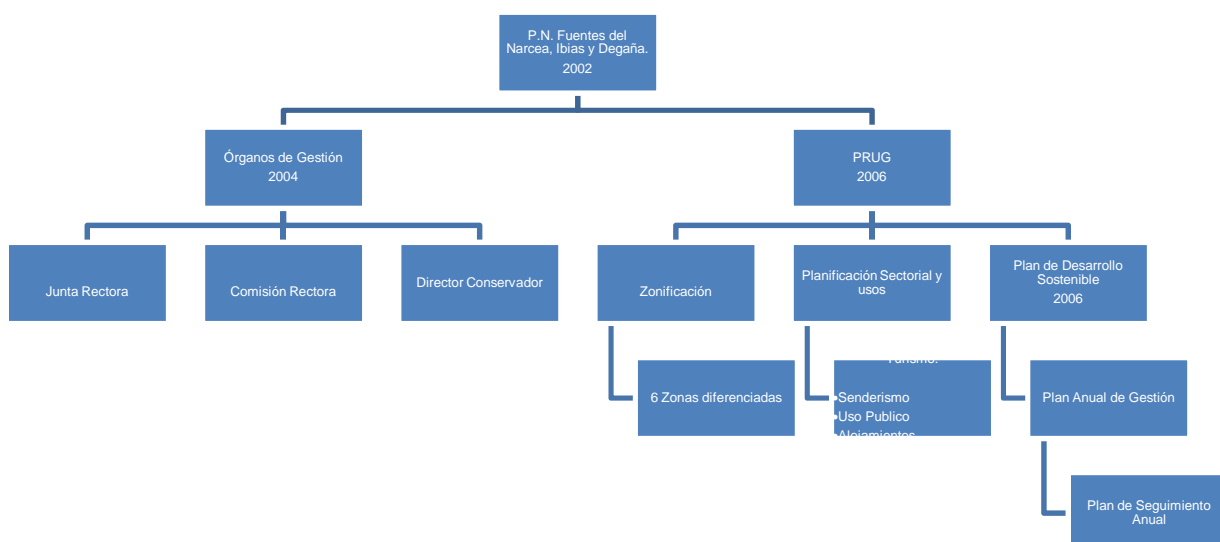 P.N. Fuentes del
Narcea, Ibias y Degaña.
2002
Órganos de Gestión
2004
PRUG
2006
Junta Rectora
Comisión Rectora
Director Conservador
Zonificación
Planificación Sectorial y
usos
Plan de Desarrollo
Sostenible
2006
6 Zonas diferenciadas
Turismo.
•Senderismo
•Uso Publico
•Alojamientos
Plan Anual de Gestión
Plan de Seguimiento
Anual